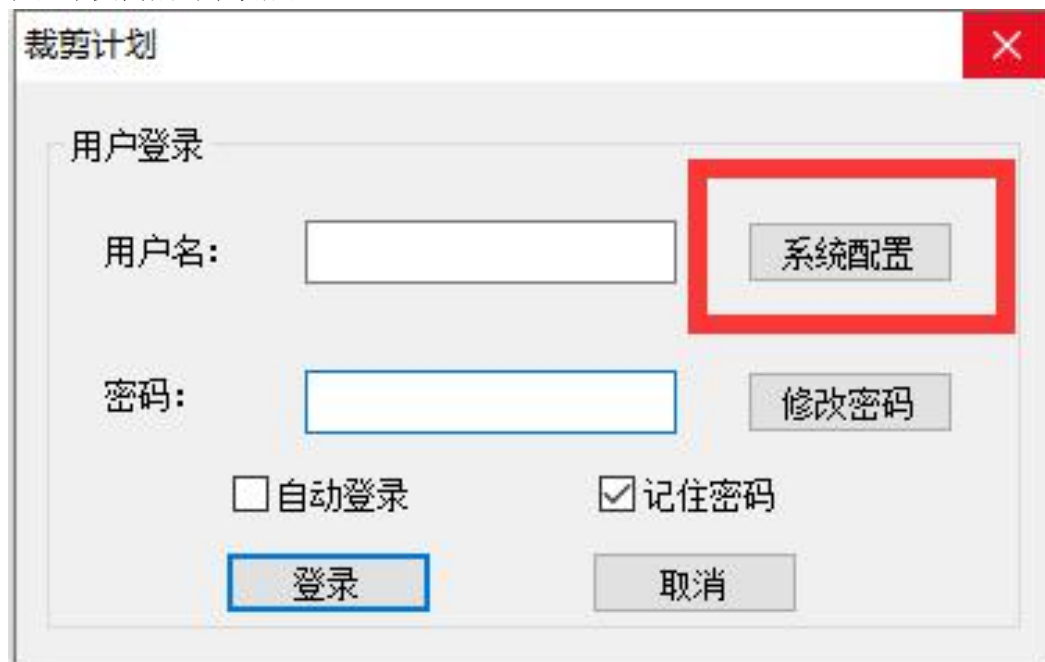 裁剪计划
用户登录
用户名：
系统配置
密码：
修改密码
自动登录
记住密码
登录
取消